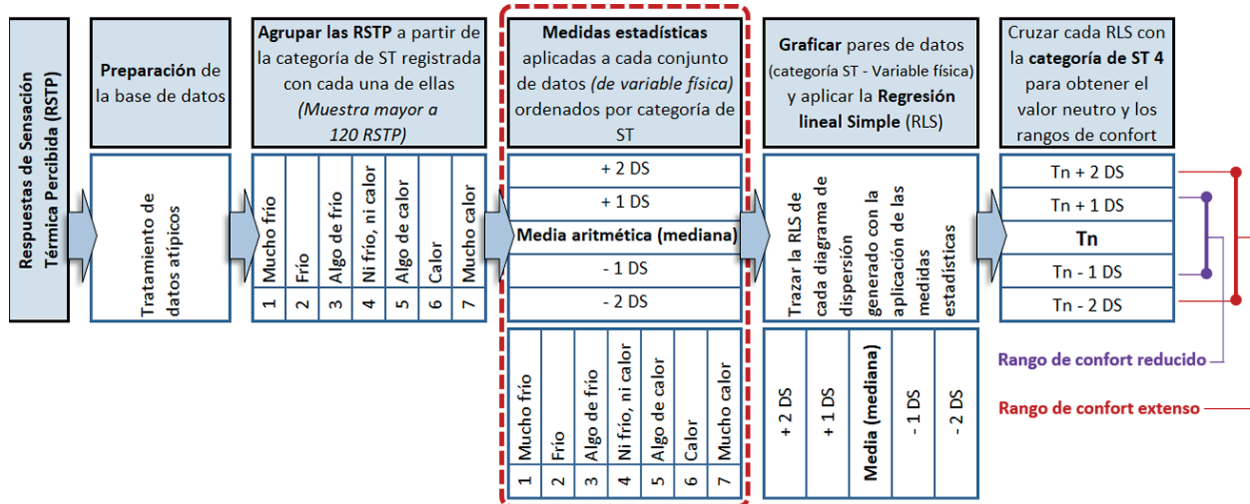 Respuestas de Sensación
Térmica Percibida (RSTP)
Preparación de
la base de datos
Tratamiento de
datos atípicos
Agrupar las RSTP a partir de
la categoría de ST registrada
con cada una de ellas
(Muestra mayor a
120 RSTP)
1 Mucho frío
2 Frío
3 Algo de frío
4 Ni frío, ni calor
5 Algo de calor
6 Calor
7 Mucho calor
Medidas estadísticas
aplicadas a cada conjunto
de datos (de variable física)
ordenados por categoría de
ST
+ 2 DS
+ 1 DS
Media aritmética (mediana)
- 1 DS
- 2 DS
1 Mucho frío
2 Frío
3 Algo de frío
4 Ni frío, ni calor
5 Algo de calor
6 Calor
7 Mucho calor
Graficar pares de datos
(categoría ST - Variable física)
y aplicar la Regresión
lineal Simple (RLS)
Trazar la RLS de
cada diagrama de
dispersión
generado con la
aplicación de las
medidas
estadísticas
+ 2 DS
+ 1 DS
Media (mediana)
- 1 DS
- 2 DS
Cruzar cada RLS con
la categoría de ST 4
para obtener el
valor neutro y los
rangos de confort
Tn + 2 DS
Tn + 1 DS
Tn
Tn - 1 DS
Tn - 2 DS
Rango de confort reducido
Rango de confort extenso